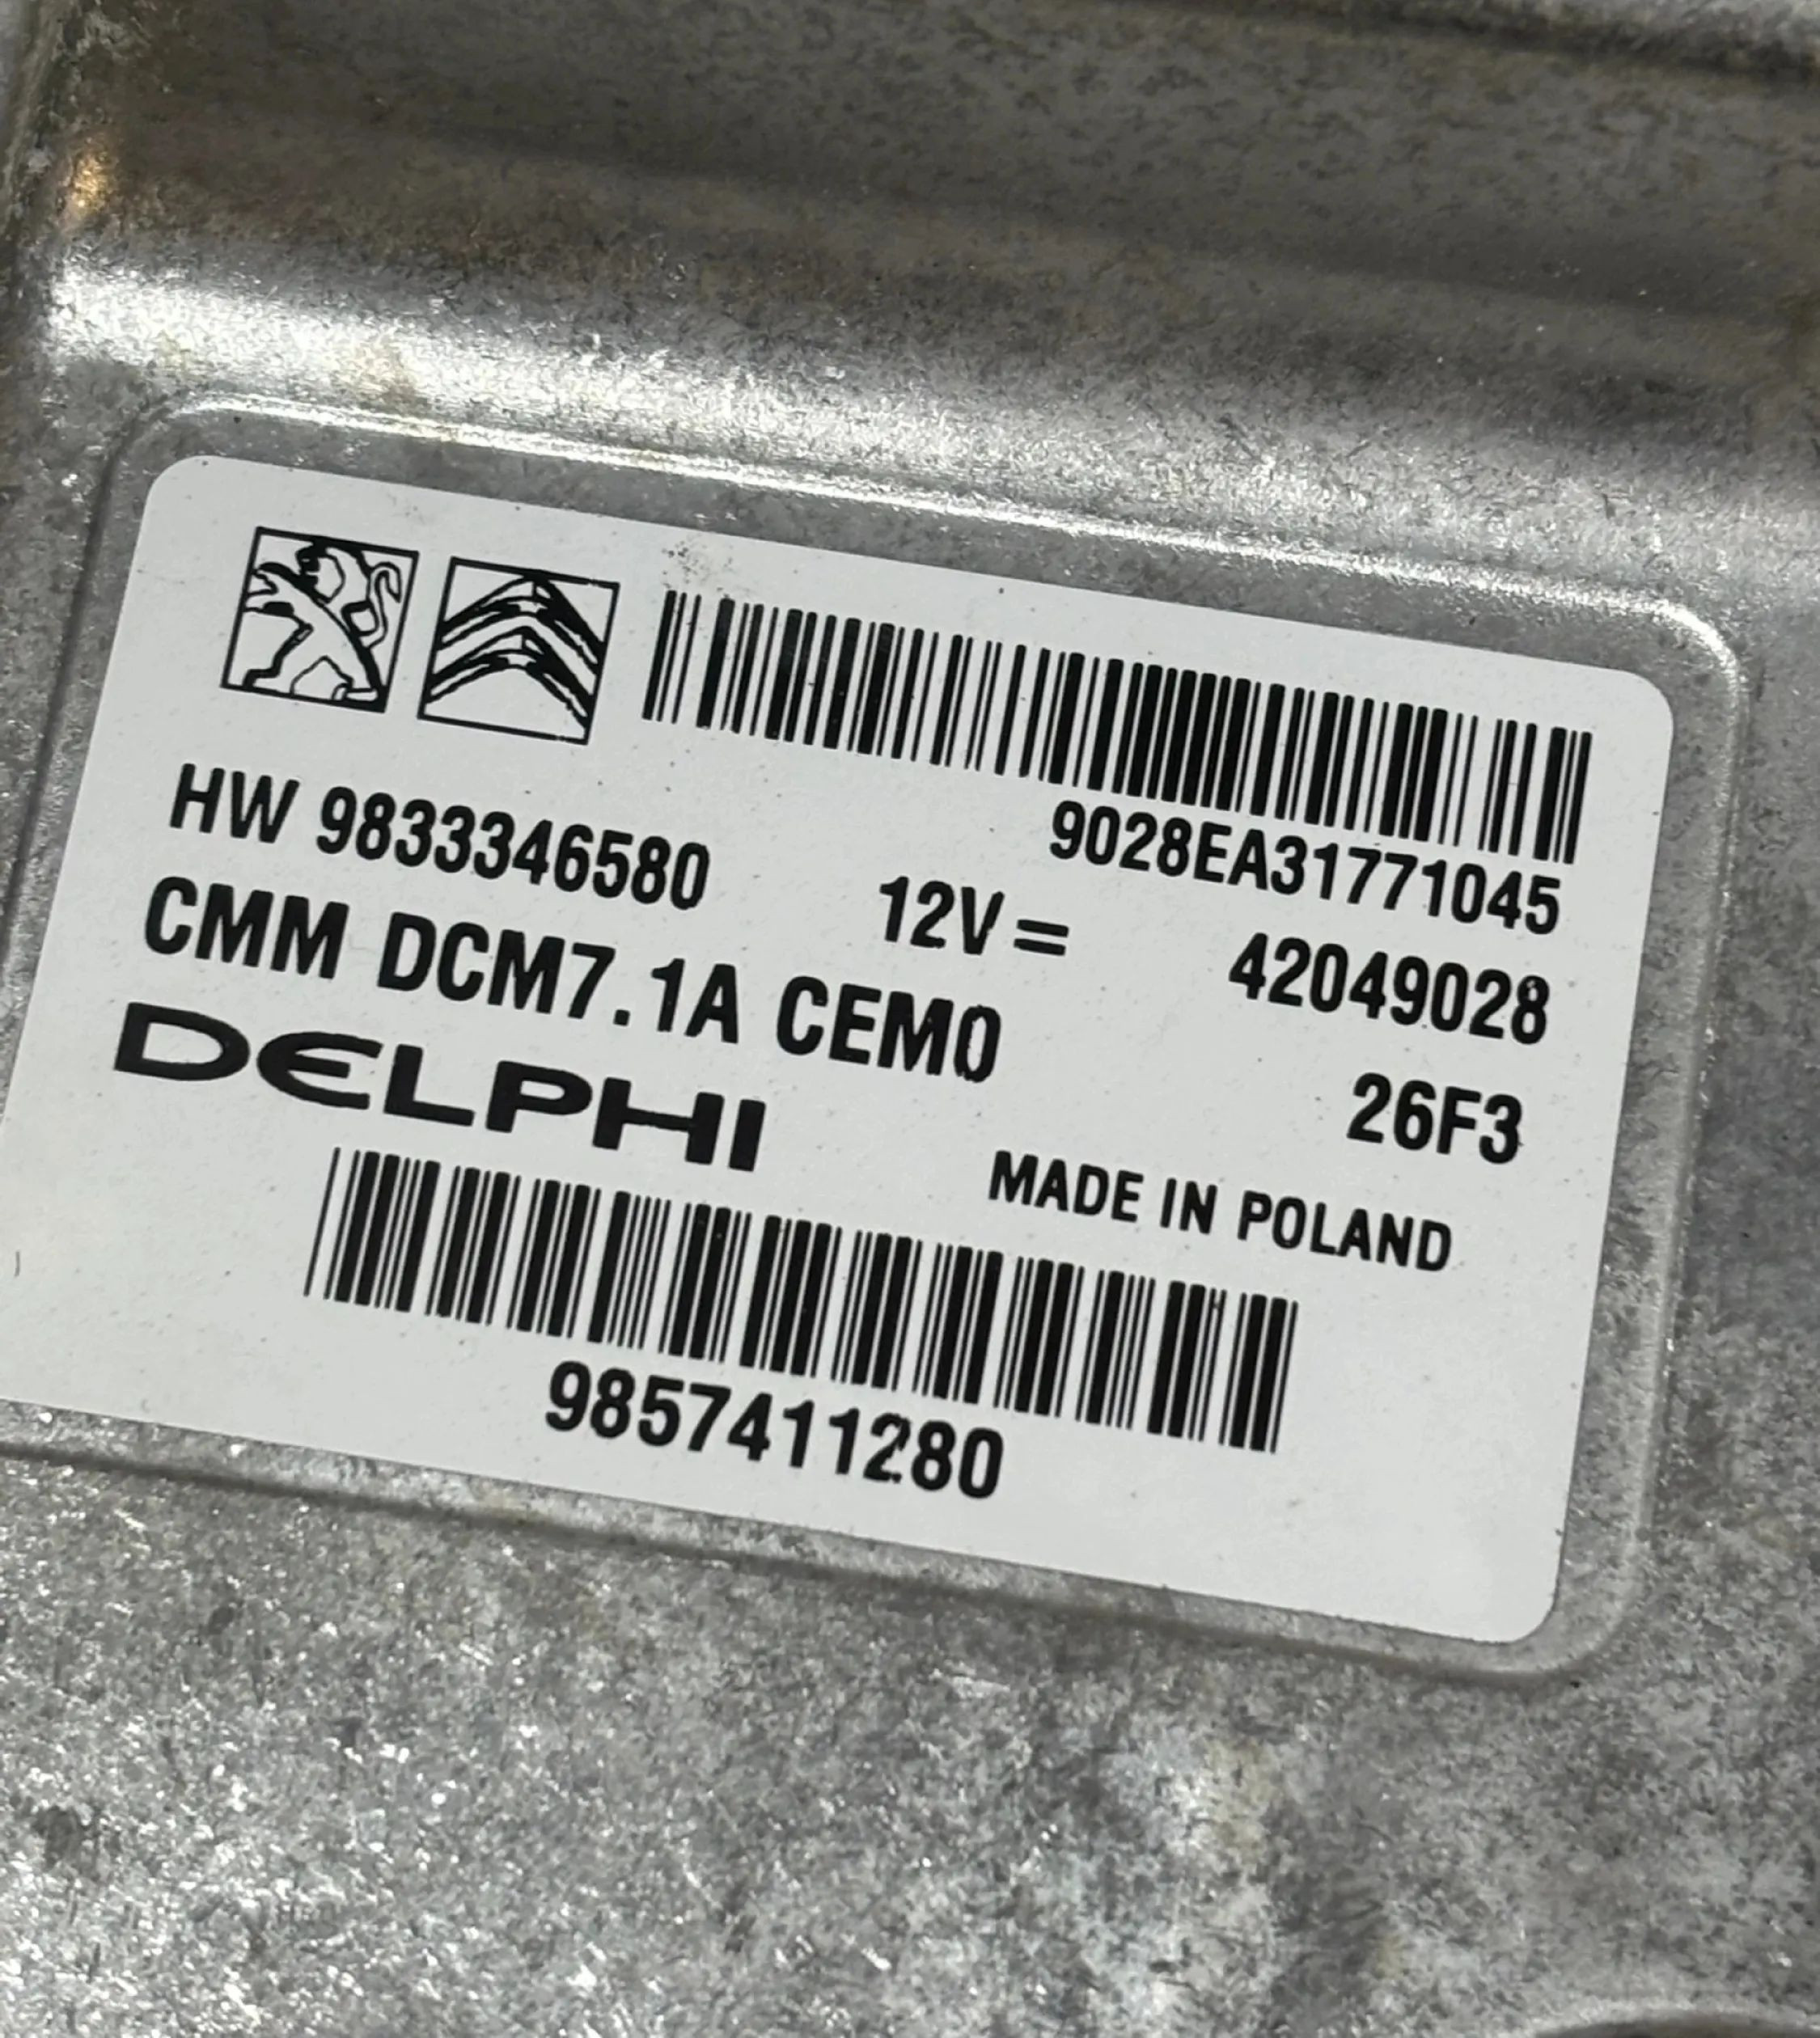 9028EA31771045
HW 9833346580 12V = 42049028
CMM DCM7.1A CEM0 26F3
DELPHI
MADE IN POLAND
9857411280